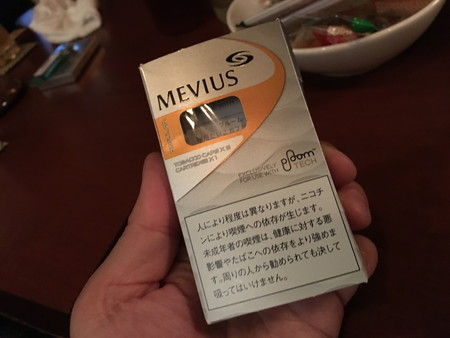 MEVIUS
TOBACCO CAPS X 5
CARTRIDGE X 1
EXCLUSIVELY
FOR USE WITH
ploom
TECH
人により程度は異なりますが、ニコチ
ンにより喫煙への依存が生じます。
未成年者の喫煙は、健康に対する悪
影響やたばこへの依存をより強めま
す。周りの人から勧められても決して
吸ってはいけません。